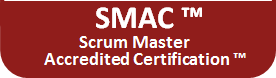 SMAC ™
Scrum Master
Accredited Certification ™